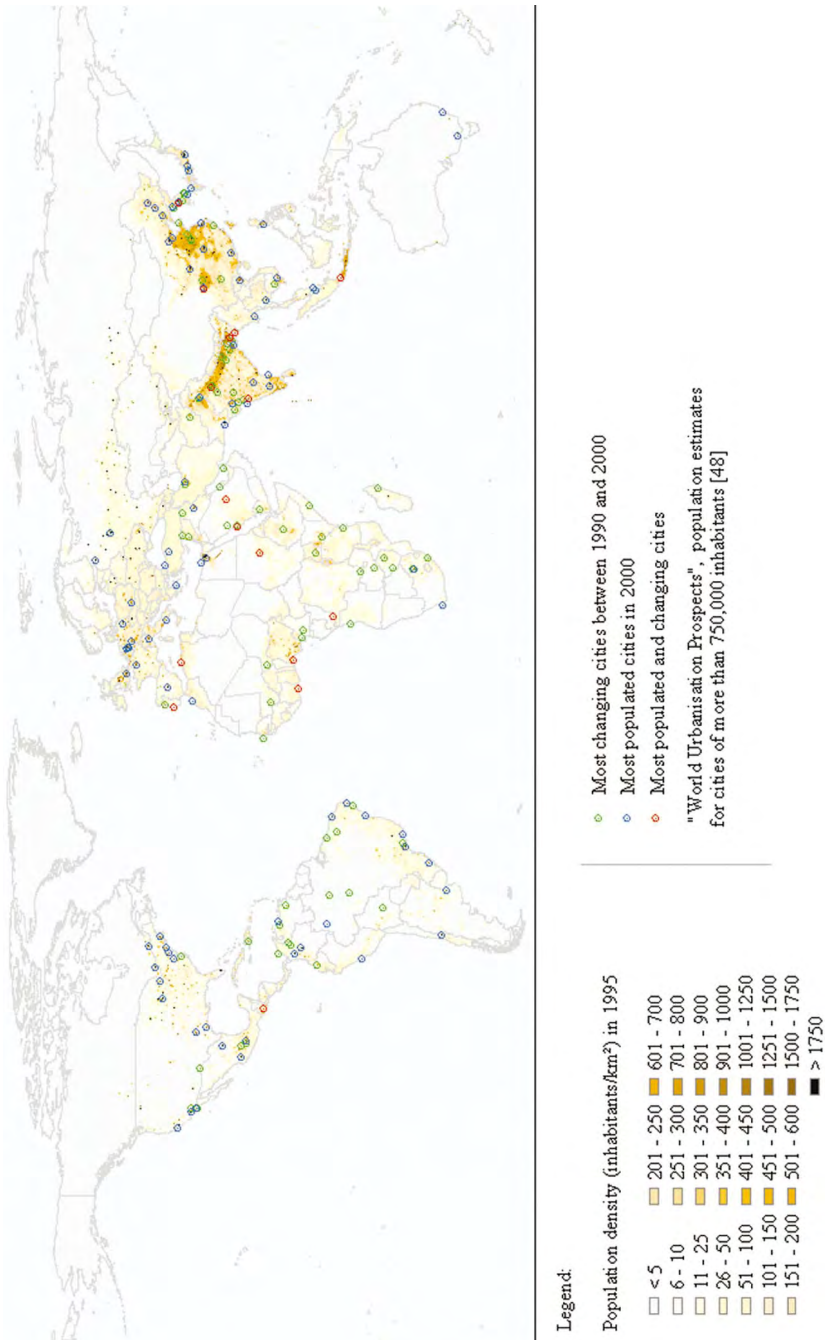 Legend:
Population density (inhabitants/km²) in 1995
< 5
6 - 10
11 - 25
26 - 50
51 - 100
101 - 150
151 - 200
201 - 250
251 - 300
301 - 350
351 - 400
401 - 450
451 - 500
501 - 600
601 - 700
701 - 800
801 - 900
901 - 1000
1001 - 1250
1251 - 1500
1500 - 1750
> 1750
Most changing cities between 1990 and 2000
Most populated cities in 2000
Most populated and changing cities
"World Urbanisation Prospects", population estimates
for cities of more than 750,000 inhabitants [48]